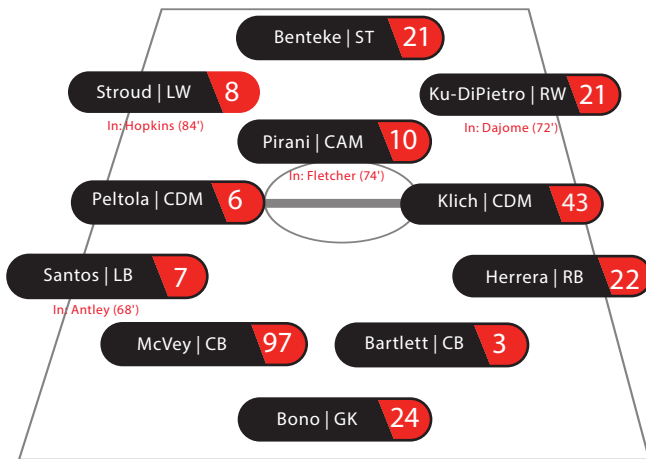 Benteke | ST 21
Stroud | LW 8
In: Hopkins (84')
Ku-DiPietro | RW 21
In: Dajome (72')
Pirani | CAM 10
In: Fletcher (74')
Peltola | CDM 6
Klich | CDM 43
Santos | LB 7
In: Antley (68')
Herrera | RB 22
McVey | CB 97
Bartlett | CB 3
Bono | GK 24